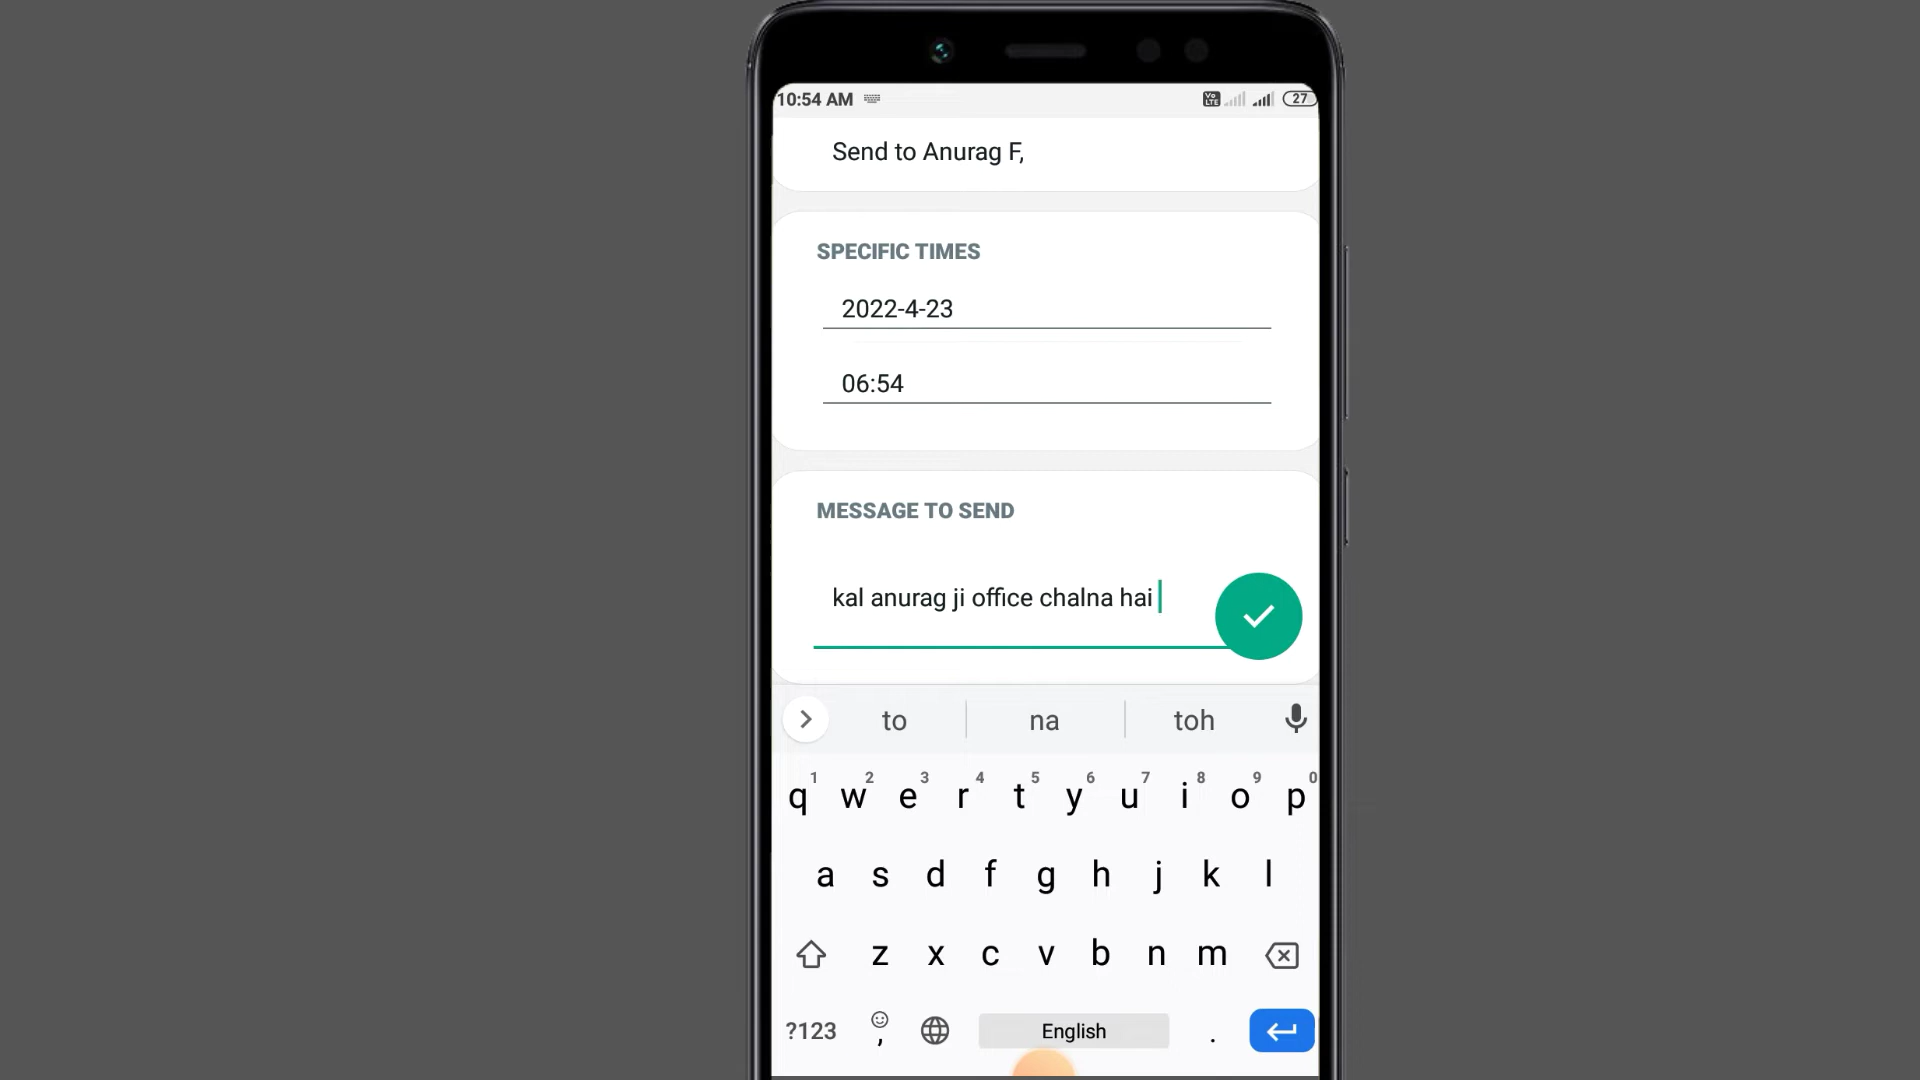 10:54 AM Vo LTE 27
Send to Anurag F,
SPECIFIC TIMES
2022-4-23
06:54
MESSAGE TO SEND
kal anurag ji office chalna hai
to na toh
1 2 3 4 5 6 7 8 9 0
q w e r t y u i o p
a s d f g h j k l
z x c v b n m
?123 , English .